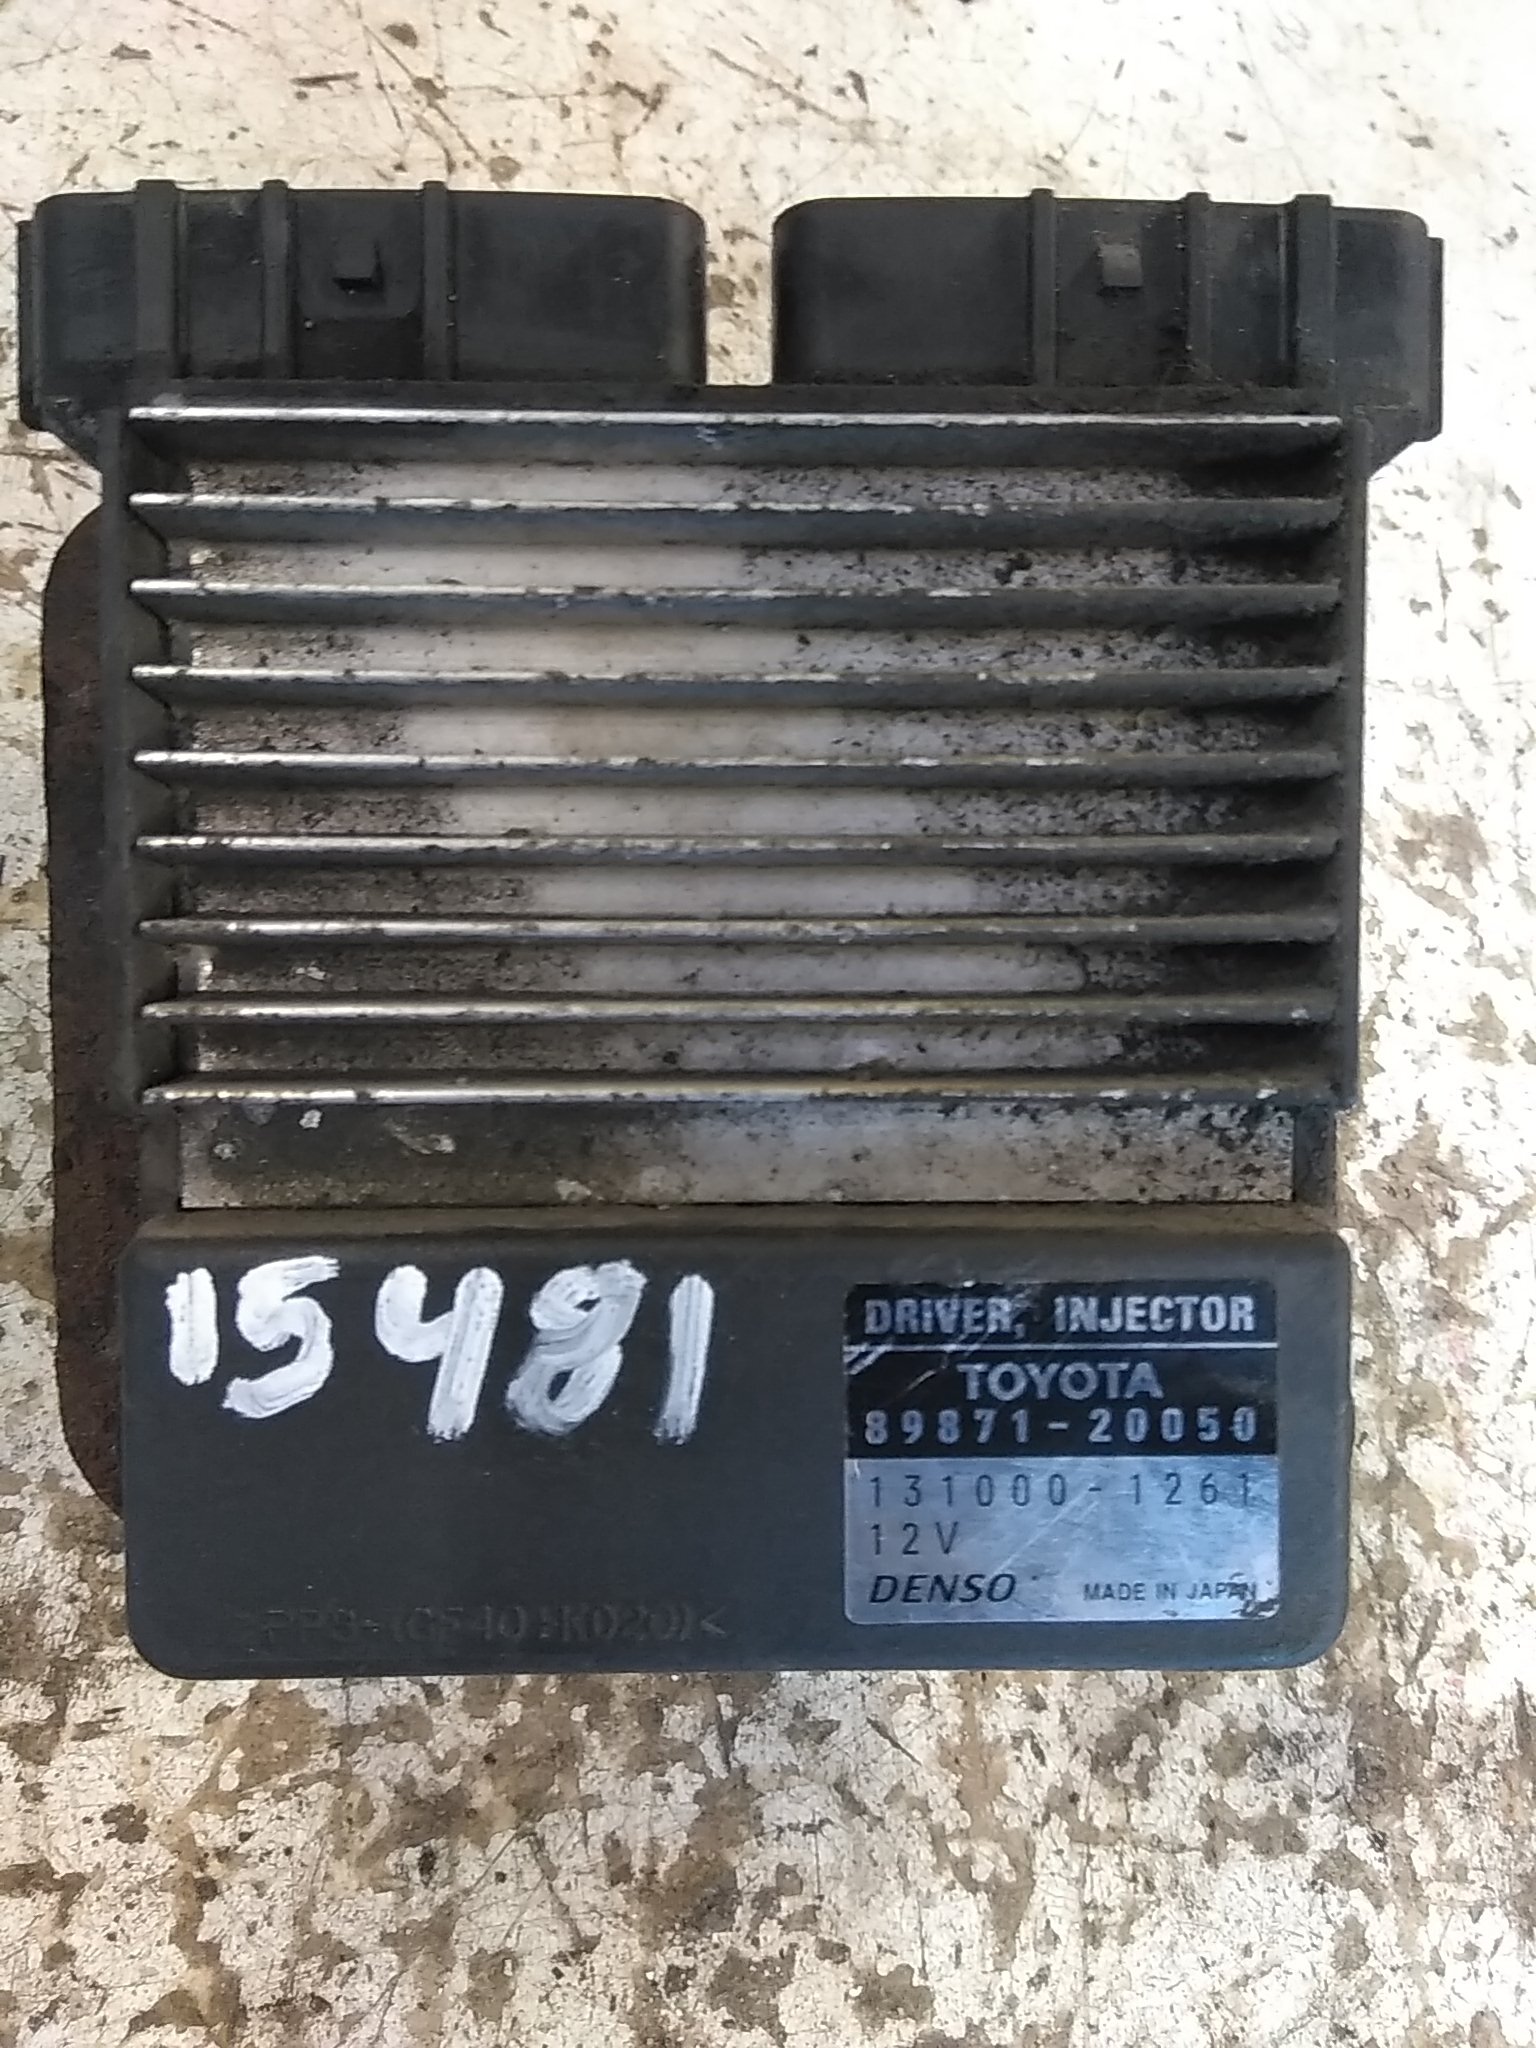 15481
DRIVER, INJECTOR
TOYOTA
89871-20050
131000-1261
12V
DENSO MADE IN JAPAN